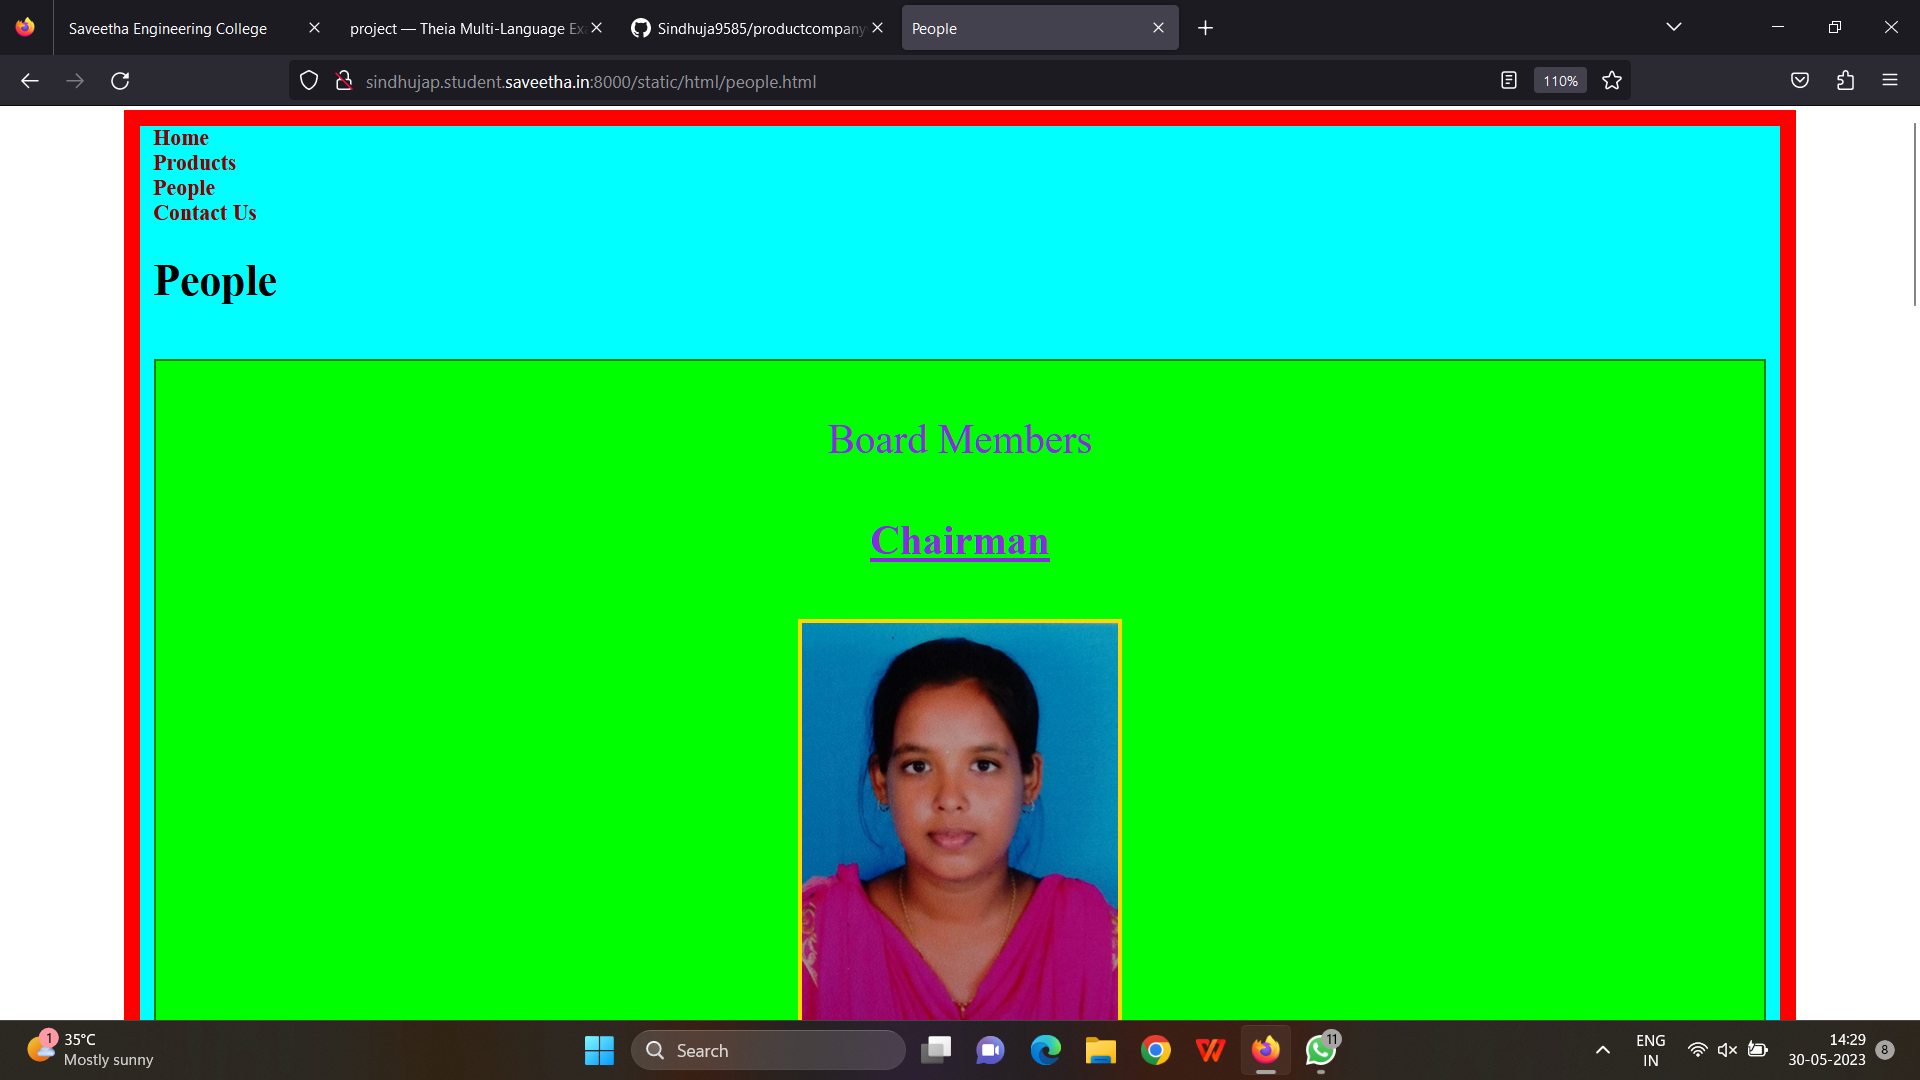 Saveetha Engineering College
project — Theia Multi-Language Ex
Sindhuja9585/productcompany
People
sindhujap.student.saveetha.in:8000/static/html/people.html
110%
Home
Products
People
Contact Us
People
Board Members
Chairman
1
35°C
Mostly sunny
Search
11
ENG
IN
14:29
30-05-2023
8